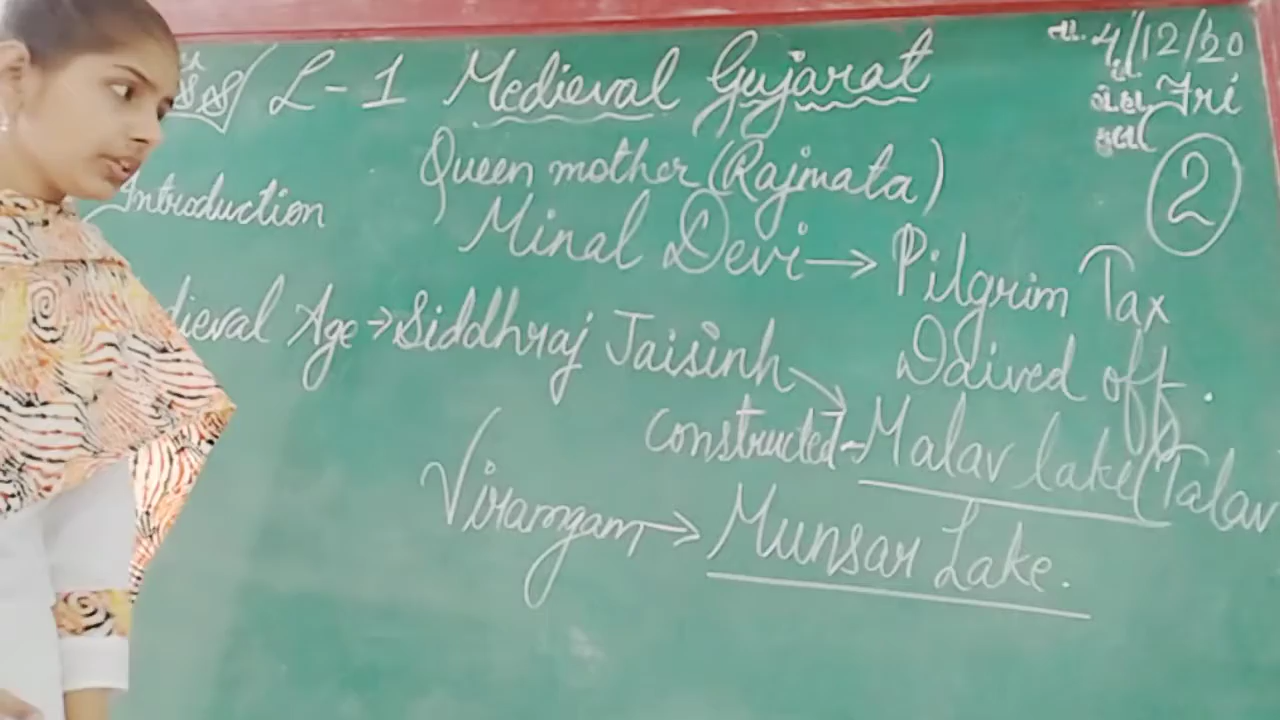 S.S L-1 Medieval Gujarat
તા. 4/12/20
Fri
2
Introduction
Queen mother (Rajmata)
Minal Devi → Pilgrim Tax
Daived off.
dieval Age → Siddhraj Jaisinh
constructed - Malav lake (Talav
Viramgam → Munsar Lake.